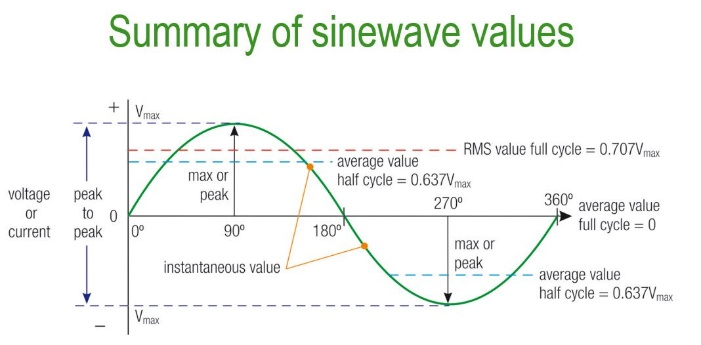 Summary of sinewave values
+
Vmax
RMS value full cycle = 0.707Vmax
average value
half cycle = 0.637Vmax
max or
peak
voltage
or
current
peak
to
peak
0
0º
90º
180º
270º
360º
average value
full cycle = 0
instantaneous value
max or
peak
average value
half cycle = 0.637Vmax
–
Vmax